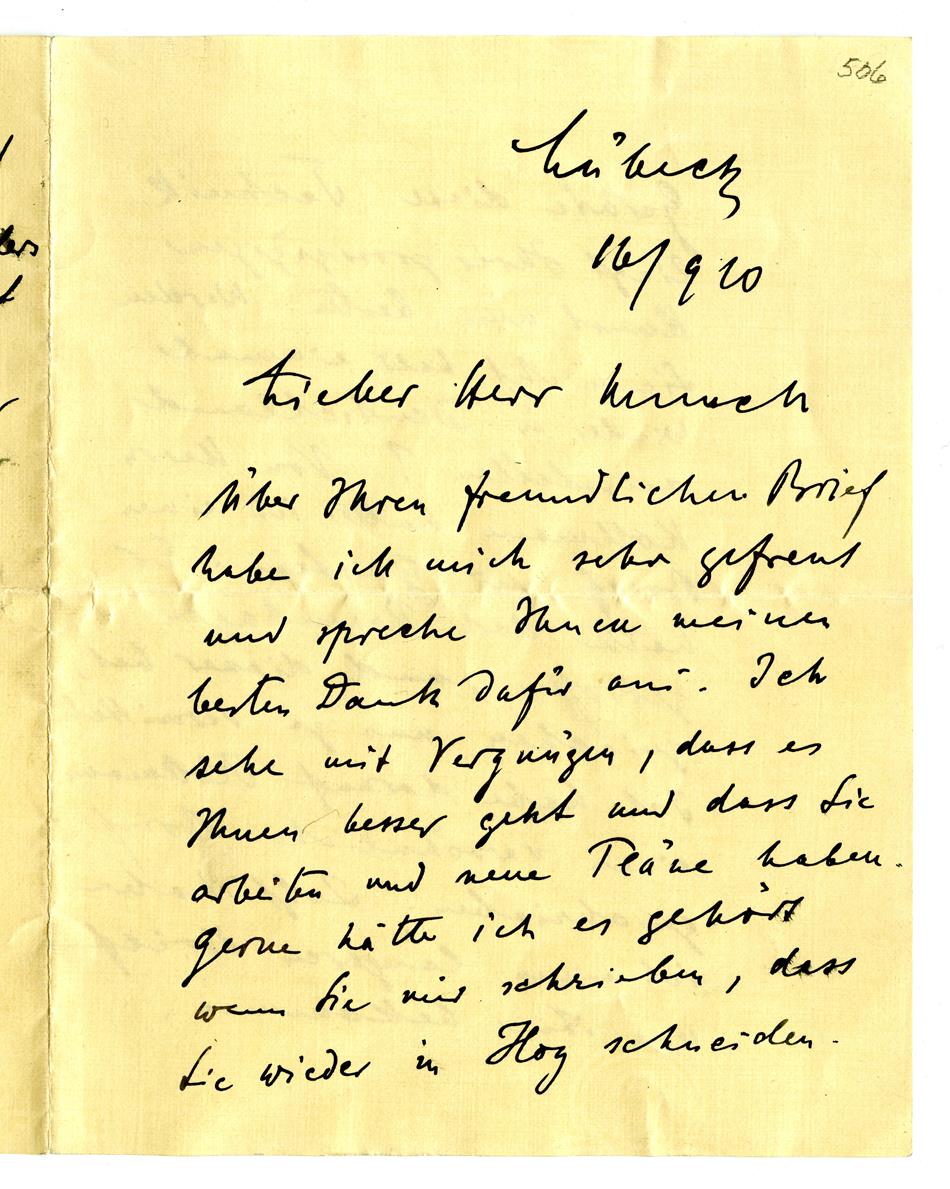 506
Lübeck
16/9 10
Lieber Herr Munch
Über Ihren freundlichen Brief
habe ich mich sehr gefreut
und spreche Ihnen meinen
besten Dank dafür aus. Ich
sehe mit Vergnügen, dass es
Ihnen besser geht und dass Sie
arbeiten und neue Pläne haben.
Gerne hätte ich es gehört
wenn Sie mir schrieben, dass
Sie wieder in Hog schneiden.